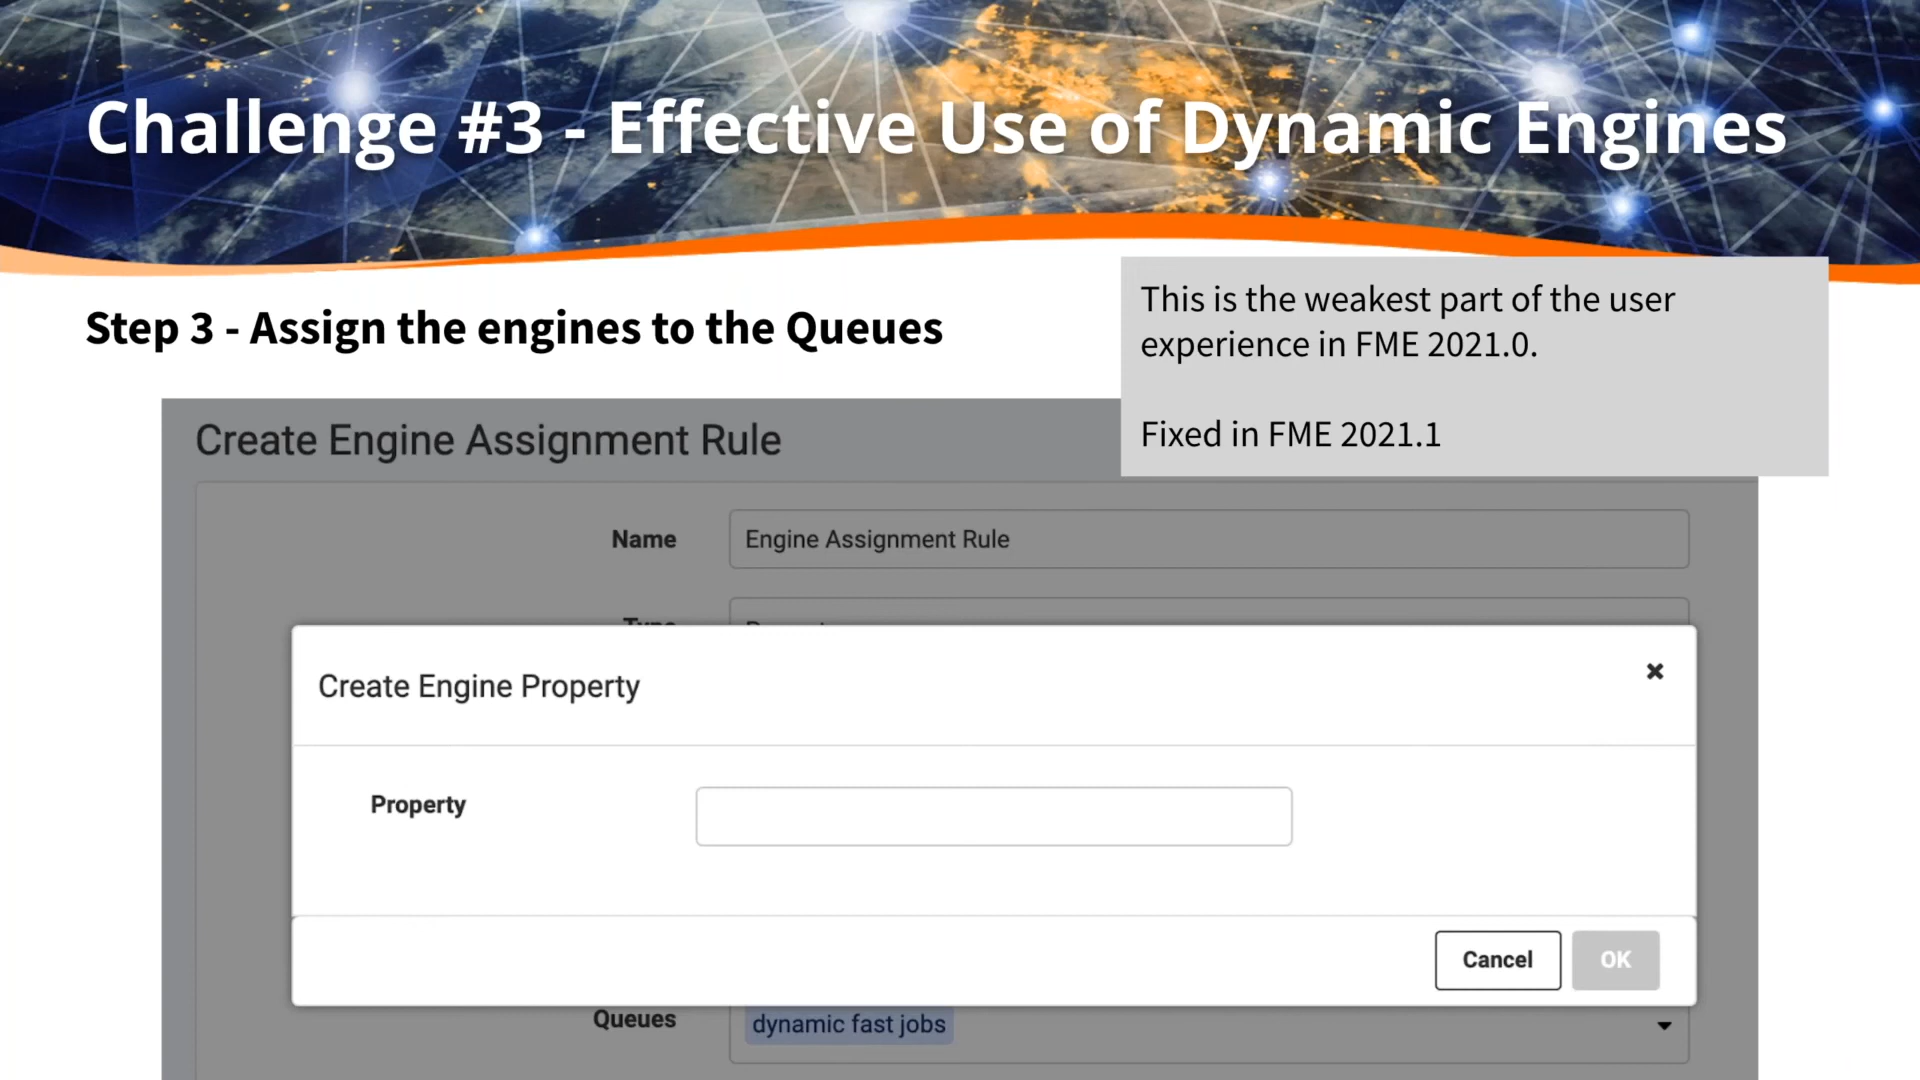 Challenge #3 - Effective Use of Dynamic Engines
Step 3 - Assign the engines to the Queues
This is the weakest part of the user
experience in FME 2021.0.
Fixed in FME 2021.1
Create Engine Assignment Rule
Name
Engine Assignment Rule
Type
Create Engine Property
Property
Cancel
OK
Queues
dynamic fast jobs